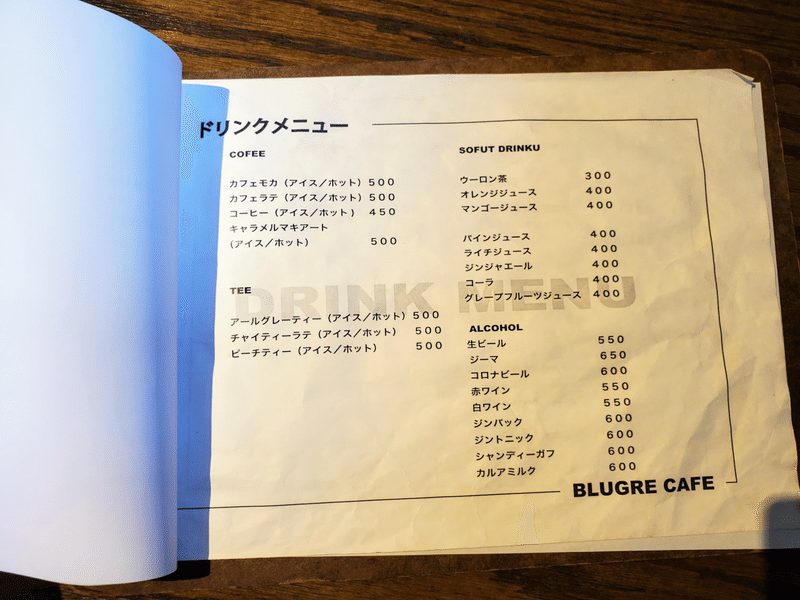 ドリンクメニュー
COFEE
カフェモカ（アイス／ホット）500
カフェラテ（アイス／ホット）500
コーヒー（アイス／ホット） 450
キャラメルマキアート
(アイス／ホット） 500
TEE
アールグレーティー（アイス／ホット）500
チャイティーラテ（アイス／ホット） 500
ピーチティー（アイス／ホット） 500
SOFUT DRINKU
ウーロン茶 300
オレンジジュース 400
マンゴージュース 400
パインジュース 400
ライチジュース 400
ジンジャエール 400
コーラ 400
グレープフルーツジュース 400
DRINK MENU
ALCOHOL
生ビール 550
ジーマ 650
コロナビール 600
赤ワイン 550
白ワイン 550
ジンバック 600
ジントニック 600
シャンディーガフ 600
カルアミルク 600
BLUGRE CAFE